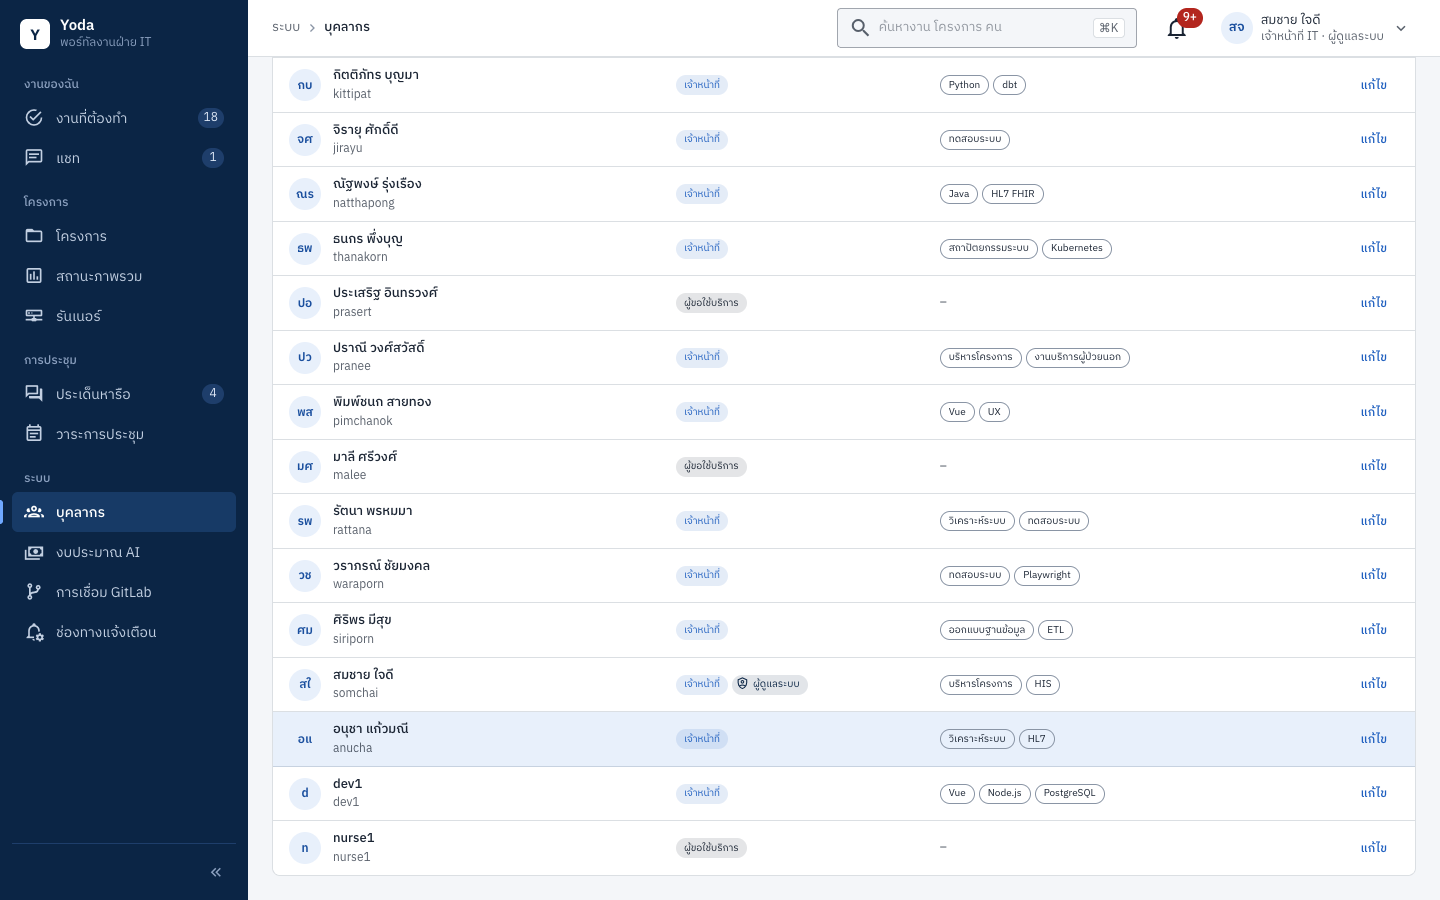 Y
Yoda
พอร์ทัลงานฝ่าย IT
งานของฉัน
งานที่ต้องทำ 18
แชท 1
โครงการ
โครงการ
สถานะภาพรวม
รันเนอร์
การประชุม
ประเด็นหารือ 4
วาระการประชุม
ระบบ
บุคลากร
งบประมาณ AI
การเชื่อม GitLab
ช่องทางแจ้งเตือน
ระบบ > บุคลากร
ค้นหางาน โครงการ คน ⌘K
9+
สจ
สมชาย ใจดี
เจ้าหน้าที่ IT · ผู้ดูแลระบบ
กบ กิตติภัทร บุญมา เจ้าหน้าที่ Python dbt แก้ไข
kittipat
จศ จิรายุ ศักดิ์ดี เจ้าหน้าที่ ทดสอบระบบ แก้ไข
jirayu
ณร ณัฐพงษ์ รุ่งเรือง เจ้าหน้าที่ Java HL7 FHIR แก้ไข
natthapong
ธพ ธนกร พึ่งบุญ เจ้าหน้าที่ สถาปัตยกรรมระบบ Kubernetes แก้ไข
thanakorn
ปอ ประเสริฐ อินทรวงศ์ ผู้ขอใช้บริการ – แก้ไข
prasert
ปว ปราณี วงศ์สวัสดิ์ เจ้าหน้าที่ บริหารโครงการ งานบริการผู้ป่วยนอก แก้ไข
pranee
พส พิมพ์ชนก สายทอง เจ้าหน้าที่ Vue UX แก้ไข
pimchanok
มศ มาลี ศรีวงศ์ ผู้ขอใช้บริการ – แก้ไข
malee
รพ รัตนา พรหมมา เจ้าหน้าที่ วิเคราะห์ระบบ ทดสอบระบบ แก้ไข
rattana
วช วราภรณ์ ชัยมงคล เจ้าหน้าที่ ทดสอบระบบ Playwright แก้ไข
waraporn
ศม ศิริพร มีสุข เจ้าหน้าที่ ออกแบบฐานข้อมูล ETL แก้ไข
siriporn
สใ สมชาย ใจดี เจ้าหน้าที่ ผู้ดูแลระบบ บริหารโครงการ HIS แก้ไข
somchai
อแ อนุชา แก้วมณี เจ้าหน้าที่ วิเคราะห์ระบบ HL7 แก้ไข
anucha
d dev1 เจ้าหน้าที่ Vue Node.js PostgreSQL แก้ไข
dev1
n nurse1 ผู้ขอใช้บริการ – แก้ไข
nurse1